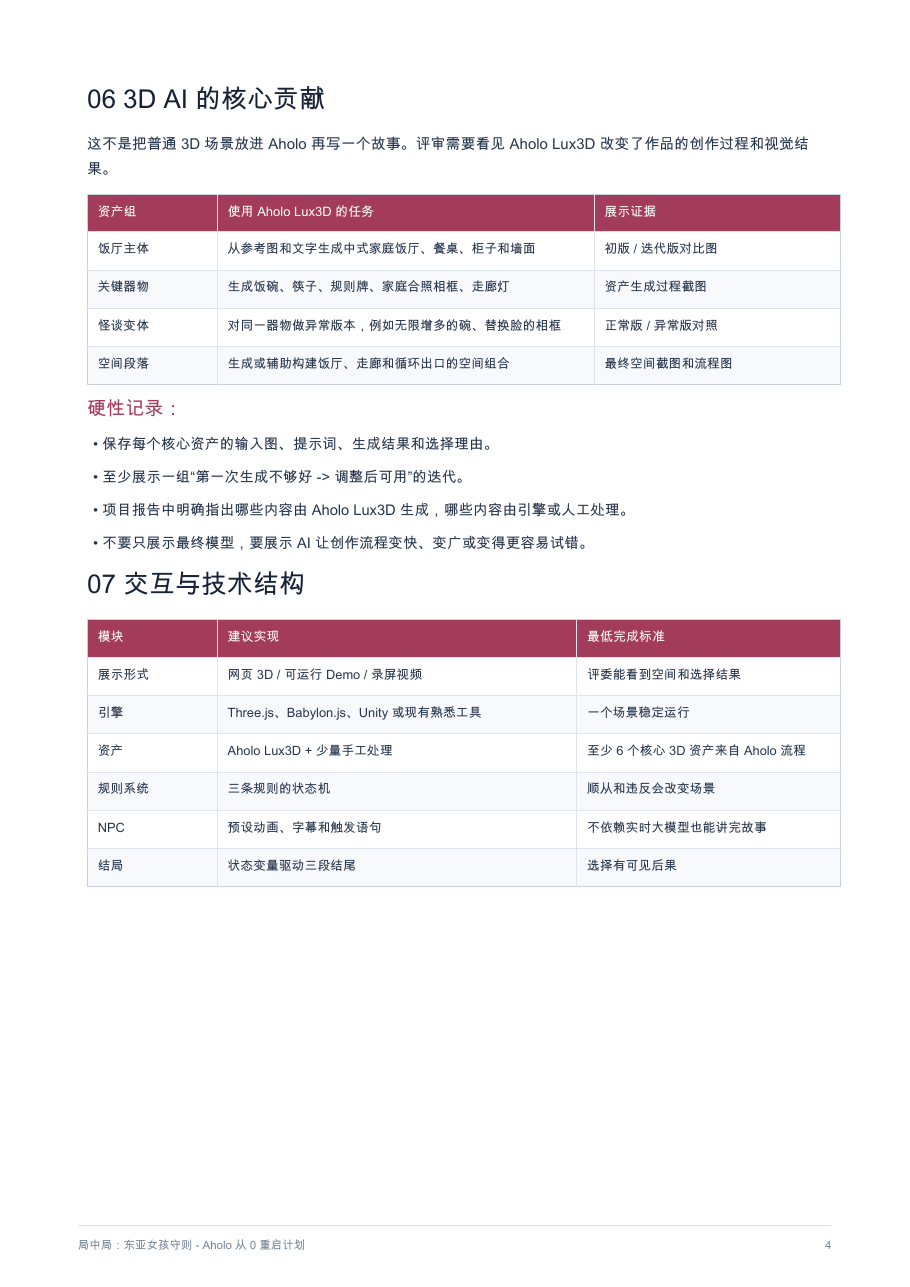 06 3D AI 的核心贡献
这不是把普通 3D 场景放进 Aholo 再写一个故事。评审需要看见 Aholo Lux3D 改变了作品的创作过程和视觉结
果。
资产组 使用 Aholo Lux3D 的任务 展示证据
饭厅主体 从参考图和文字生成中式家庭饭厅、餐桌、柜子和墙面 初版 / 迭代版对比图
关键器物 生成饭碗、筷子、规则牌、家庭合照相框、走廊灯 资产生成过程截图
怪谈变体 对同一器物做异常版本，例如无限增多的碗、替换脸的相框 正常版 / 异常版对照
空间段落 生成或辅助构建饭厅、走廊和循环出口的空间组合 最终空间截图和流程图
硬性记录：
• 保存每个核心资产的输入图、提示词、生成结果和选择理由。
• 至少展示一组“第一次生成不够好 -> 调整后可用”的迭代。
• 项目报告中明确指出哪些内容由 Aholo Lux3D 生成，哪些内容由引擎或人工处理。
• 不要只展示最终模型，要展示 AI 让创作流程变快、变广或变得更容易试错。
07 交互与技术结构
模块 建议实现 最低完成标准
展示形式 网页 3D / 可运行 Demo / 录屏视频 评委能看到空间和选择结果
引擎 Three.js、Babylon.js、Unity 或现有熟悉工具 一个场景稳定运行
资产 Aholo Lux3D + 少量手工处理 至少 6 个核心 3D 资产来自 Aholo 流程
规则系统 三条规则的状态机 顺从和违反会改变场景
NPC 预设动画、字幕和触发语句 不依赖实时大模型也能讲完故事
结局 状态变量驱动三段结尾 选择有可见后果
局中局：东亚女孩守则 - Aholo 从 0 重启计划 4